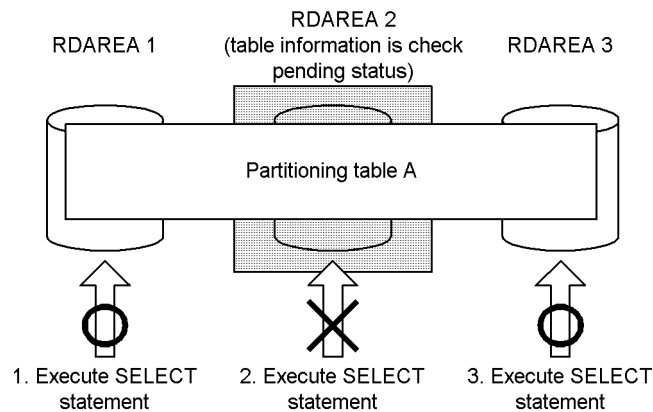 RDAREA 1
RDAREA 2
(table information is check
pending status)
RDAREA 3
Partitioning table A
1. Execute SELECT
statement
2. Execute SELECT
statement
3. Execute SELECT
statement